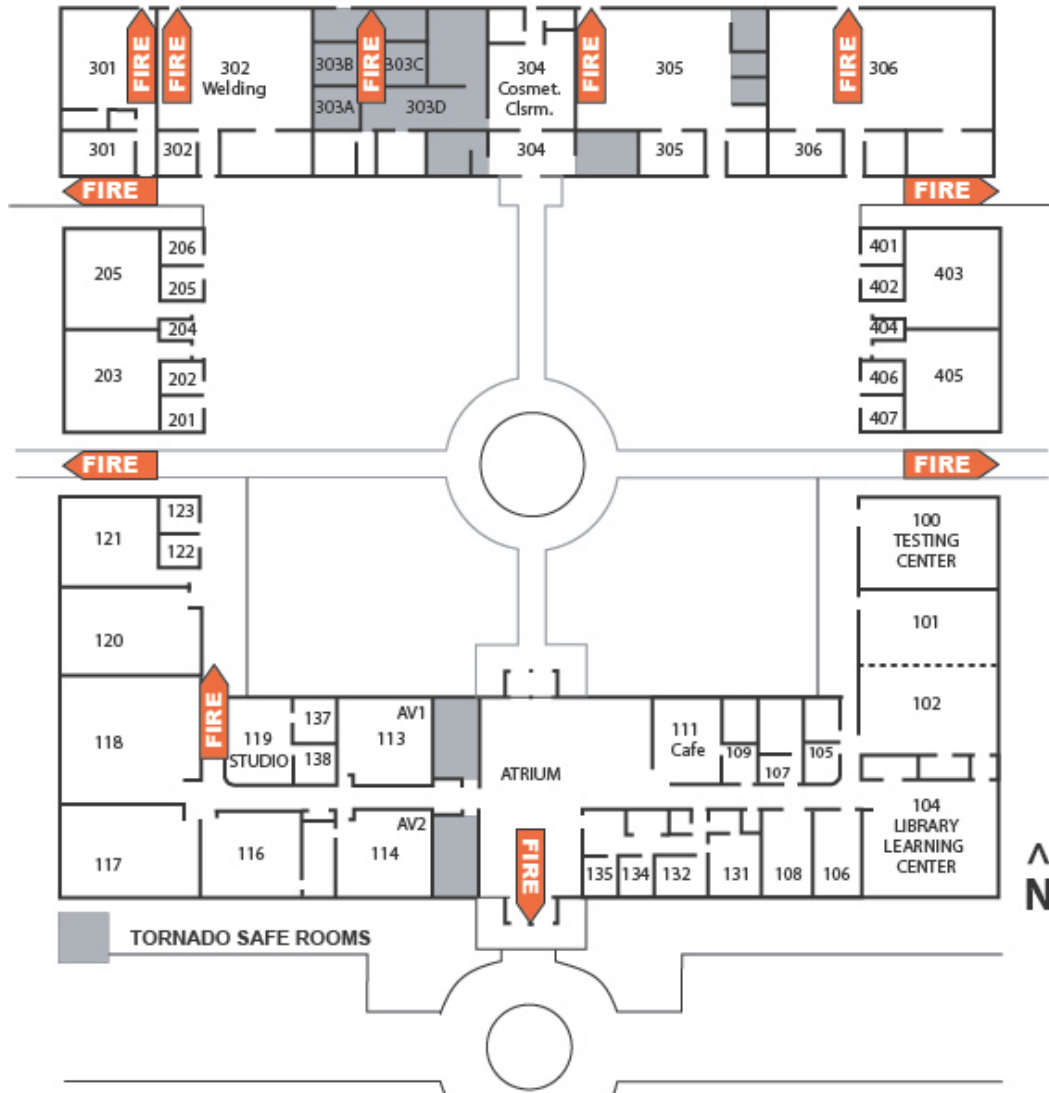 FIRE
FIRE
FIRE
FIRE
FIRE
301
302
Welding
303B
303C
304
Cosmet.
Clsrm.
305
306
303A
303D
301
302
304
305
306
FIRE
FIRE
206
205
205
204
203
202
201
401
402
403
404
406
405
407
FIRE
FIRE
123
121
122
100
TESTING
CENTER
120
101
118
FIRE
119
STUDIO
137
138
AV1
113
111
Cafe
109
107
105
102
ATRIUM
117
116
AV2
114
FIRE
135
134
132
131
108
106
104
LIBRARY
LEARNING
CENTER
^
N
TORNADO SAFE ROOMS